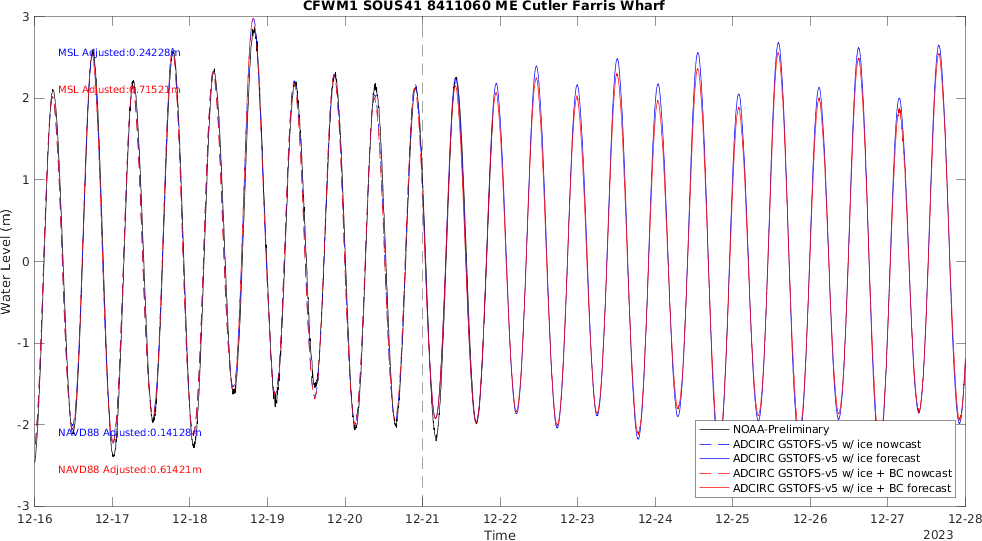 CFWM1 SOUS41 8411060 ME Cutler Farris Wharf
3
MSL Adjusted:0.24228m
MSL Adjusted:0.71521m
2
1
0
-1
-2
-3
Water Level (m)
NAVD88 Adjusted:0.14128m
NAVD88 Adjusted:0.61421m
NOAA-Preliminary
ADCIRC GSTOFS-v5 w/ ice nowcast
ADCIRC GSTOFS-v5 w/ ice forecast
ADCIRC GSTOFS-v5 w/ ice + BC nowcast
ADCIRC GSTOFS-v5 w/ ice + BC forecast
12-16 12-17 12-18 12-19 12-20 12-21 12-22 12-23 12-24 12-25 12-26 12-27 12-28
Time
2023